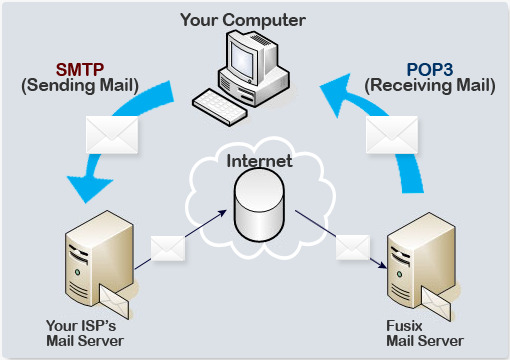 Your Computer
SMTP
(Sending Mail)
POP3
(Receiving Mail)
Internet
Your ISP's
Mail Server
Fusix
Mail Server